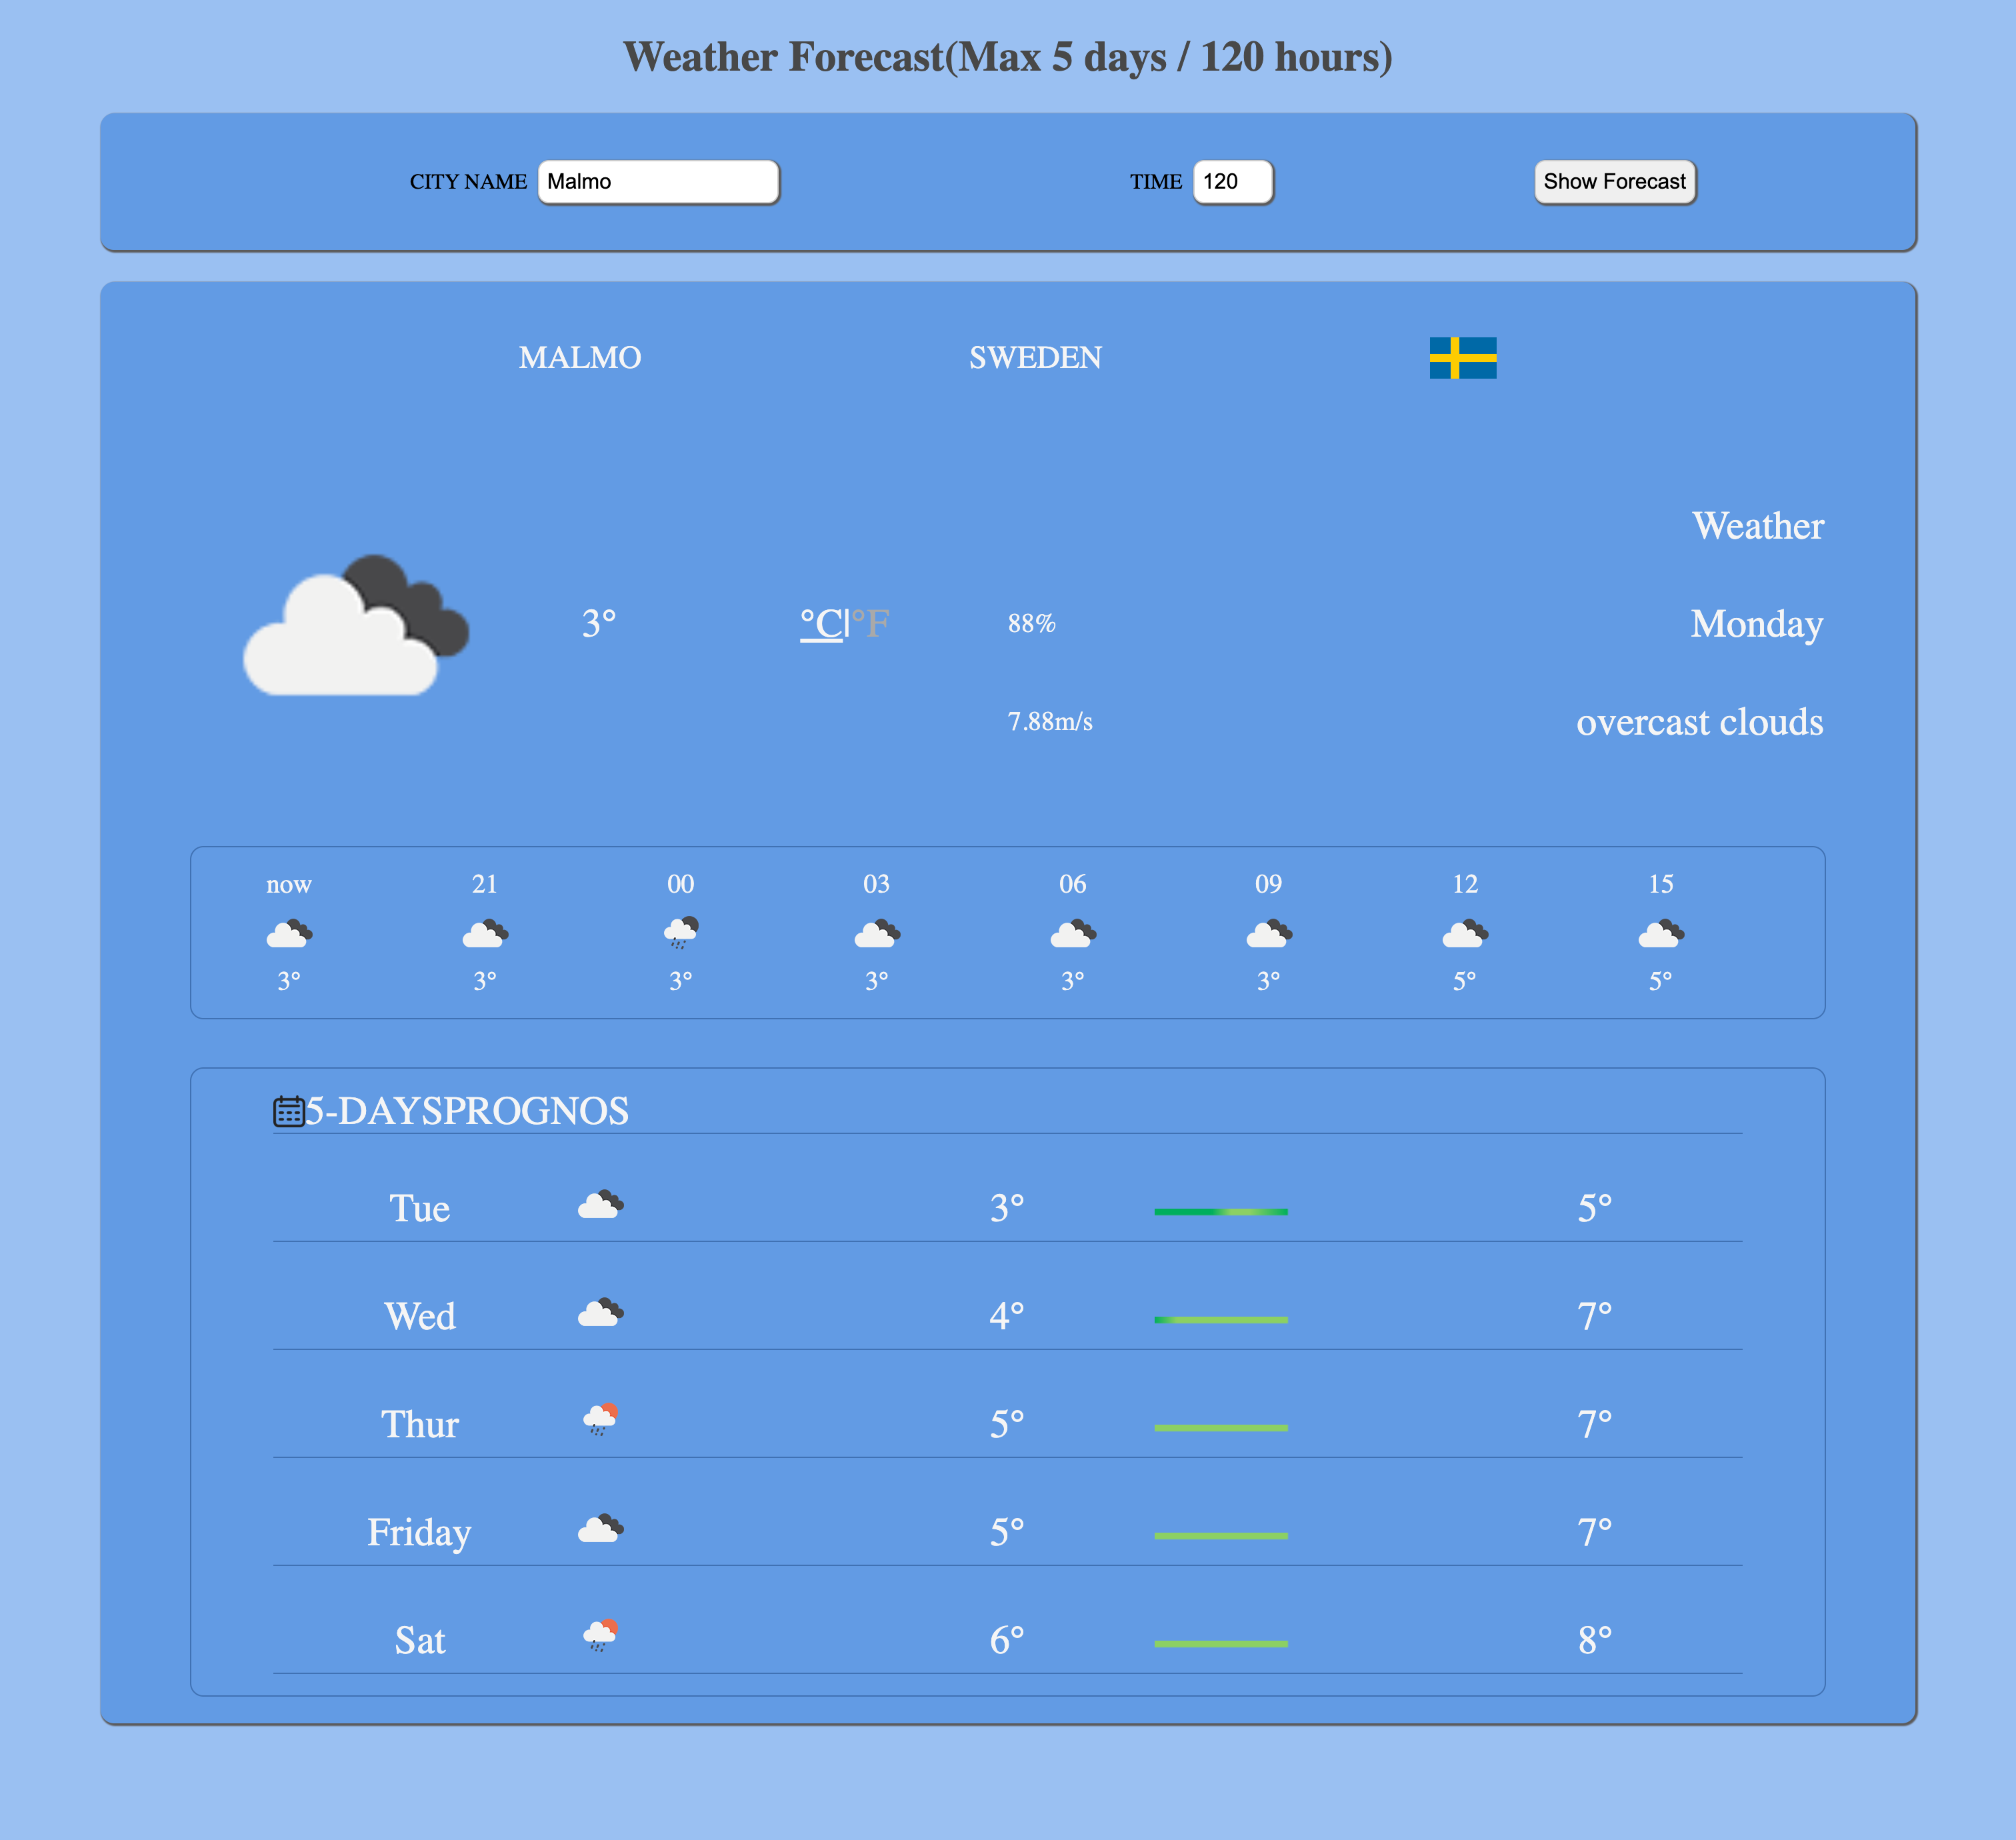 Weather Forecast(Max 5 days / 120 hours)
CITY NAME Malmo TIME 120 Show Forecast
MALMO SWEDEN
Weather
3° °C|°F 88% Monday
7.88m/s overcast clouds
now 21 00 03 06 09 12 15
3° 3° 3° 3° 3° 3° 5° 5°
5-DAYSPROGNOS
Tue 3° 5°
Wed 4° 7°
Thur 5° 7°
Friday 5° 7°
Sat 6° 8°